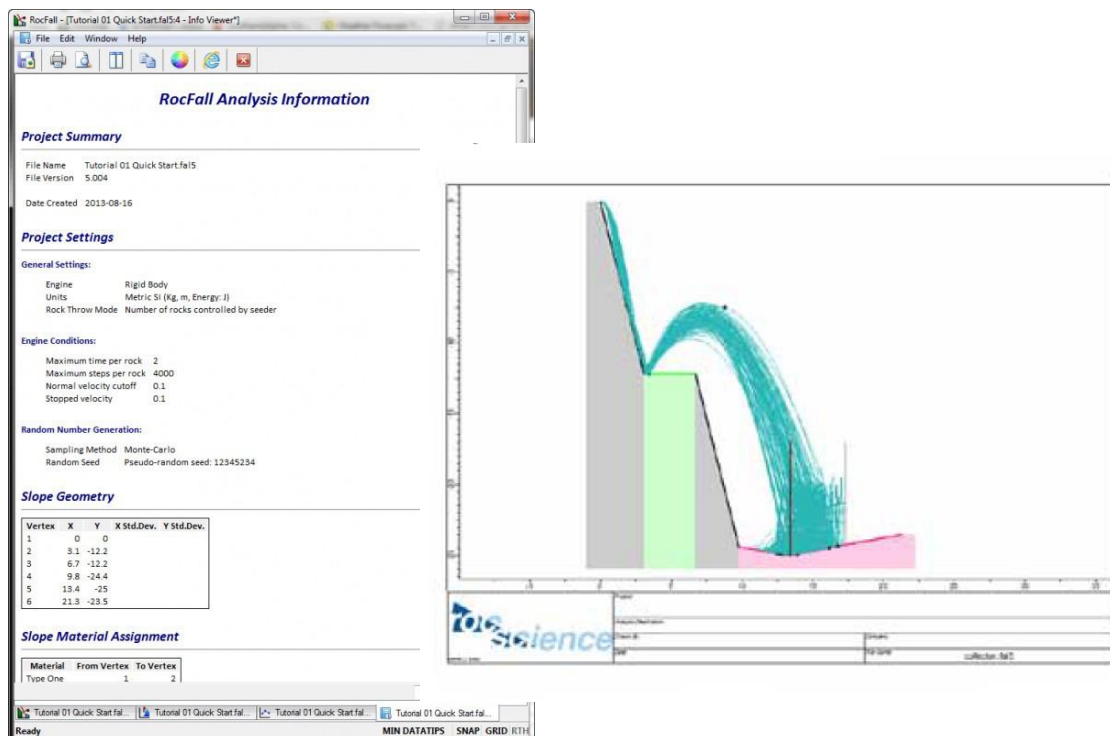 RocFall - [Tutorial 01 Quick Start.fal5:4 - Info Viewer*]
File Edit Window Help
RocFall Analysis Information
Project Summary
File Name Tutorial 01 Quick Start.fal5
File Version 5.004
Date Created 2013-08-16
Project Settings
General Settings:
Engine Rigid Body
Units Metric SI (Kg, m, Energy: J)
Rock Throw Mode Number of rocks controlled by seeder
Engine Conditions:
Maximum time per rock 2
Maximum steps per rock 4000
Normal velocity cutoff 0.1
Stopped velocity 0.1
Random Number Generation:
Sampling Method Monte-Carlo
Random Seed Pseudo-random seed: 12345234
Slope Geometry
Vertex X Y X Std.Dev. Y Std.Dev.
1 0 0
2 3.1 -12.2
3 6.7 -12.2
4 9.8 -24.4
5 13.4 -25
6 21.3 -23.5
Slope Material Assignment
Material From Vertex To Vertex
Type One 1 2
Tutorial 01 Quick Start.fal... Tutorial 01 Quick Start.fal... Tutorial 01 Quick Start.fal... Tutorial 01 Quick Start.fal...
Ready MIN DATATIPS SNAP GRID RTH
rocscience